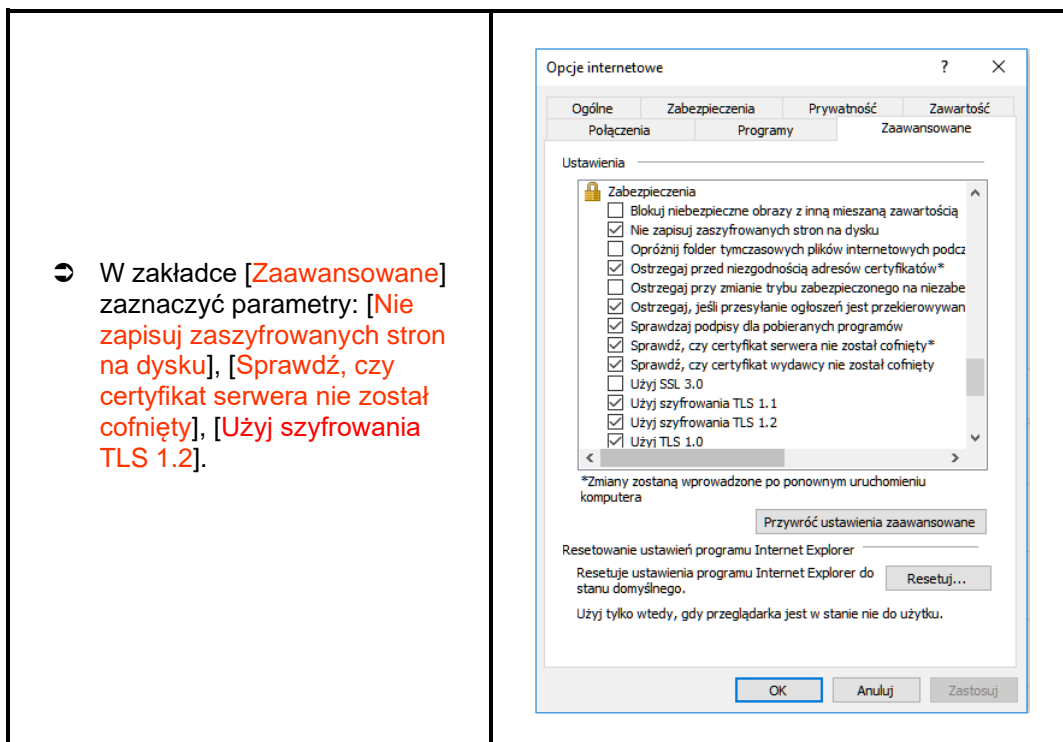 ➲ W zakładce [Zaawansowane]
zaznaczyć parametry: [Nie
zapisuj zaszyfrowanych stron
na dysku], [Sprawdź, czy
certyfikat serwera nie został
cofnięty], [Użyj szyfrowania
TLS 1.2].
Opcje internetowe ? ×
Ogólne Zabezpieczenia Prywatność Zawartość
Połączenia Programy Zaawansowane
Ustawienia
Zabezpieczenia
Blokuj niebezpieczne obrazy z inną mieszaną zawartością
Nie zapisuj zaszyfrowanych stron na dysku
Opróżnij folder tymczasowych plików internetowych podcz
Ostrzegaj przed niezgodnością adresów certyfikatów*
Ostrzegaj przy zmianie trybu zabezpieczonego na niezabe
Ostrzegaj, jeśli przesyłanie ogłoszeń jest przekierowywan
Sprawdzaj podpisy dla pobieranych programów
Sprawdź, czy certyfikat serwera nie został cofnięty*
Sprawdź, czy certyfikat wydawcy nie został cofnięty
Użyj SSL 3.0
Użyj szyfrowania TLS 1.1
Użyj szyfrowania TLS 1.2
Użyj TLS 1.0
*Zmiany zostaną wprowadzone po ponownym uruchomieniu
komputera
Przywróć ustawienia zaawansowane
Resetowanie ustawień programu Internet Explorer
Resetuje ustawienia programu Internet Explorer do
stanu domyślnego.
Resetuj...
Użyj tylko wtedy, gdy przeglądarka jest w stanie nie do użytku.
OK Anuluj Zastosuj